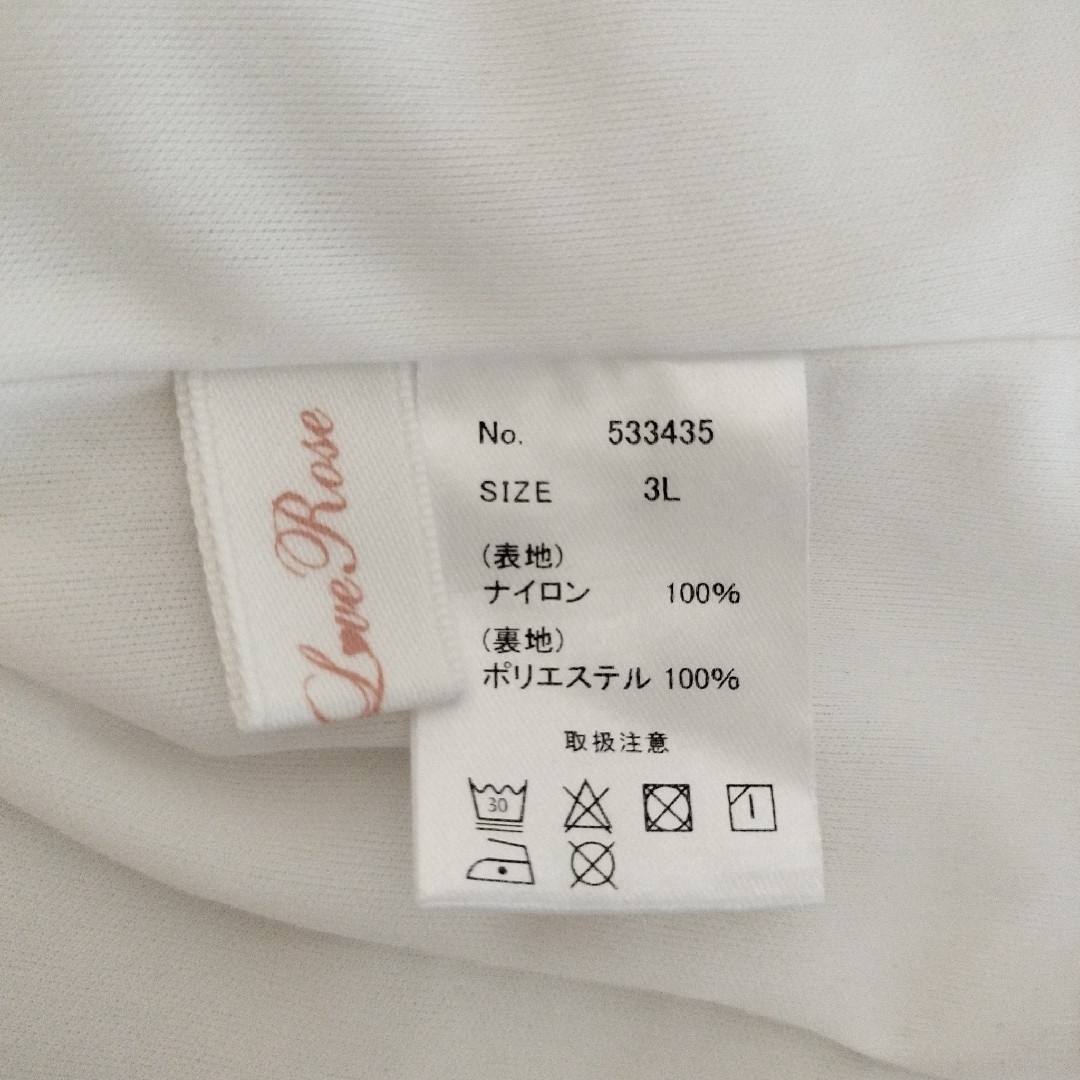 Love Rose
No. 533435
SIZE 3L
(表地)
ナイロン 100%
(裏地)
ポリエステル 100%
取扱注意
30